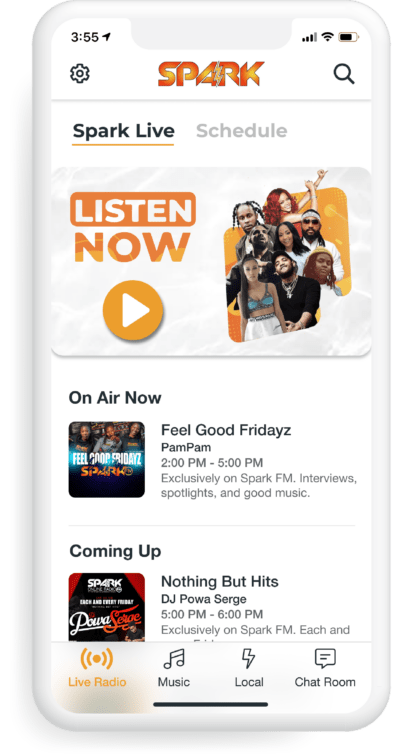 3:55
SPARK
Spark Live Schedule
LISTEN
NOW
On Air Now
Feel Good Fridayz
PamPam
2:00 PM - 5:00 PM
Exclusively on Spark FM. Interviews,
spotlights, and good music.
FEEL GOOD FRIDAYZ
SPARK
Coming Up
Nothing But Hits
DJ Powa Serge
5:00 PM - 6:00 PM
Exclusively on Spark FM. Each and
SPARK
ONLINE RADIO
EACH AND EVERY FRIDAY
Powa Serge
Live Radio Music Local Chat Room